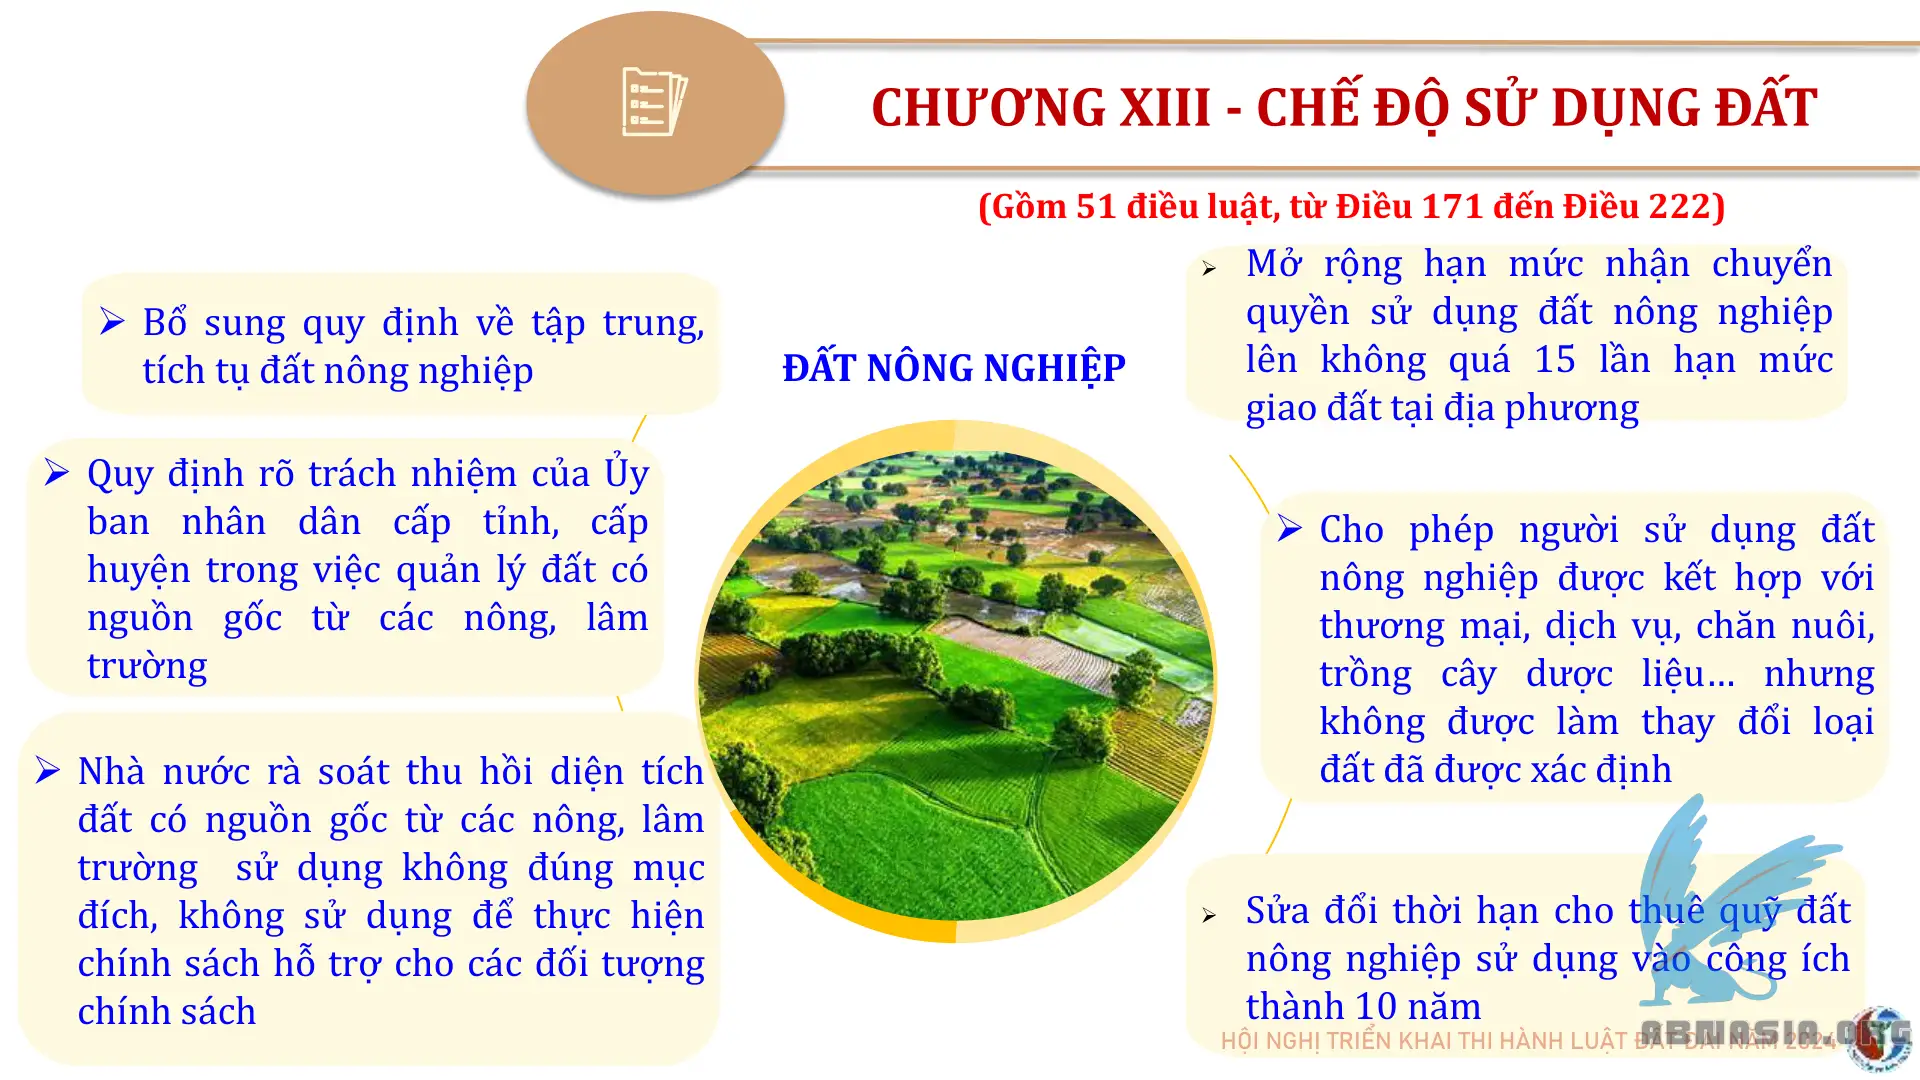 CHƯƠNG XIII - CHẾ ĐỘ SỬ DỤNG ĐẤT
(Gồm 51 điều luật, từ Điều 171 đến Điều 222)
➢ Bổ sung quy định về tập trung,
tích tụ đất nông nghiệp
➢ Quy định rõ trách nhiệm của Ủy
ban nhân dân cấp tỉnh, cấp
huyện trong việc quản lý đất có
nguồn gốc từ các nông, lâm
trường
➢ Nhà nước rà soát thu hồi diện tích
đất có nguồn gốc từ các nông, lâm
trường sử dụng không đúng mục
đích, không sử dụng để thực hiện
chính sách hỗ trợ cho các đối tượng
chính sách
ĐẤT NÔNG NGHIỆP
➢ Mở rộng hạn mức nhận chuyển
quyền sử dụng đất nông nghiệp
lên không quá 15 lần hạn mức
giao đất tại địa phương
➢ Cho phép người sử dụng đất
nông nghiệp được kết hợp với
thương mại, dịch vụ, chăn nuôi,
trồng cây dược liệu... nhưng
không được làm thay đổi loại
đất đã được xác định
➢ Sửa đổi thời hạn cho thuê quỹ đất
nông nghiệp sử dụng vào công ích
thành 10 năm
HỘI NGHỊ TRIỂN KHAI THI HÀNH LUẬT ĐẤT ĐAI NĂM 2024
ABMASIA.ORG